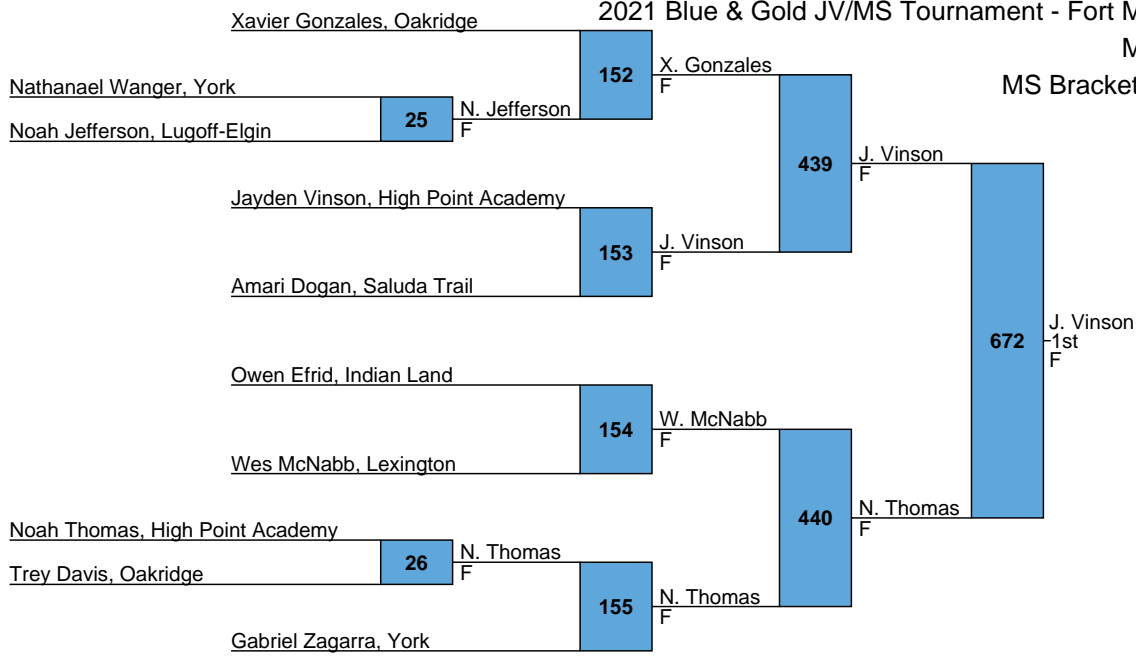 2021 Blue & Gold JV/MS Tournament - Fort M
M
MS Bracket
Xavier Gonzales, Oakridge
152
X. Gonzales
F
Nathanael Wanger, York
25
N. Jefferson
F
Noah Jefferson, Lugoff-Elgin
439
J. Vinson
F
Jayden Vinson, High Point Academy
153
J. Vinson
F
Amari Dogan, Saluda Trail
672
J. Vinson
1st
F
Owen Efrid, Indian Land
154
W. McNabb
F
Wes McNabb, Lexington
440
N. Thomas
F
Noah Thomas, High Point Academy
26
N. Thomas
F
Trey Davis, Oakridge
155
N. Thomas
F
Gabriel Zagarra, York